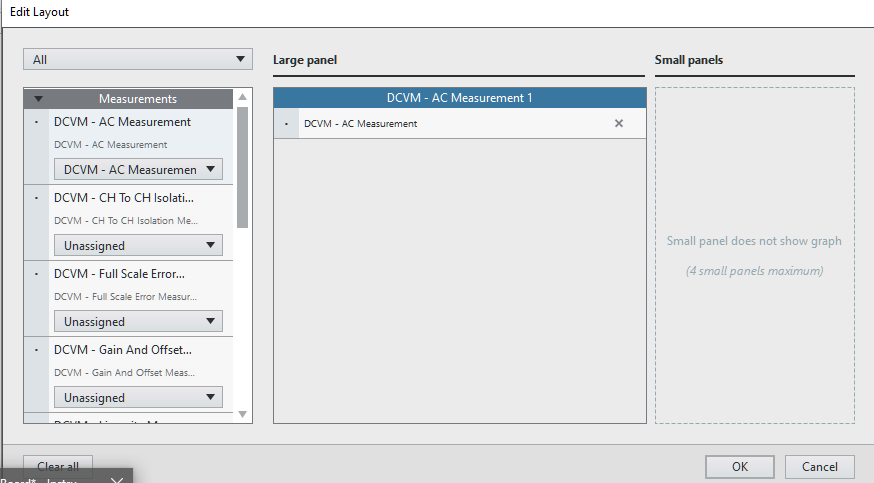 Edit Layout
All
Large panel
Small panels
Measurements
DCVM - AC Measurement
DCVM - AC Measurement
DCVM - AC Measuremen
DCVM - CH To CH Isolati...
DCVM - CH To CH Isolation Me...
Unassigned
DCVM - Full Scale Error...
DCVM - Full Scale Error Measur...
Unassigned
DCVM - Gain And Offset...
DCVM - Gain And Offset Meas...
Unassigned
DCVM - AC Measurement 1
DCVM - AC Measurement
Small panel does not show graph
(4 small panels maximum)
Clear all
OK
Cancel